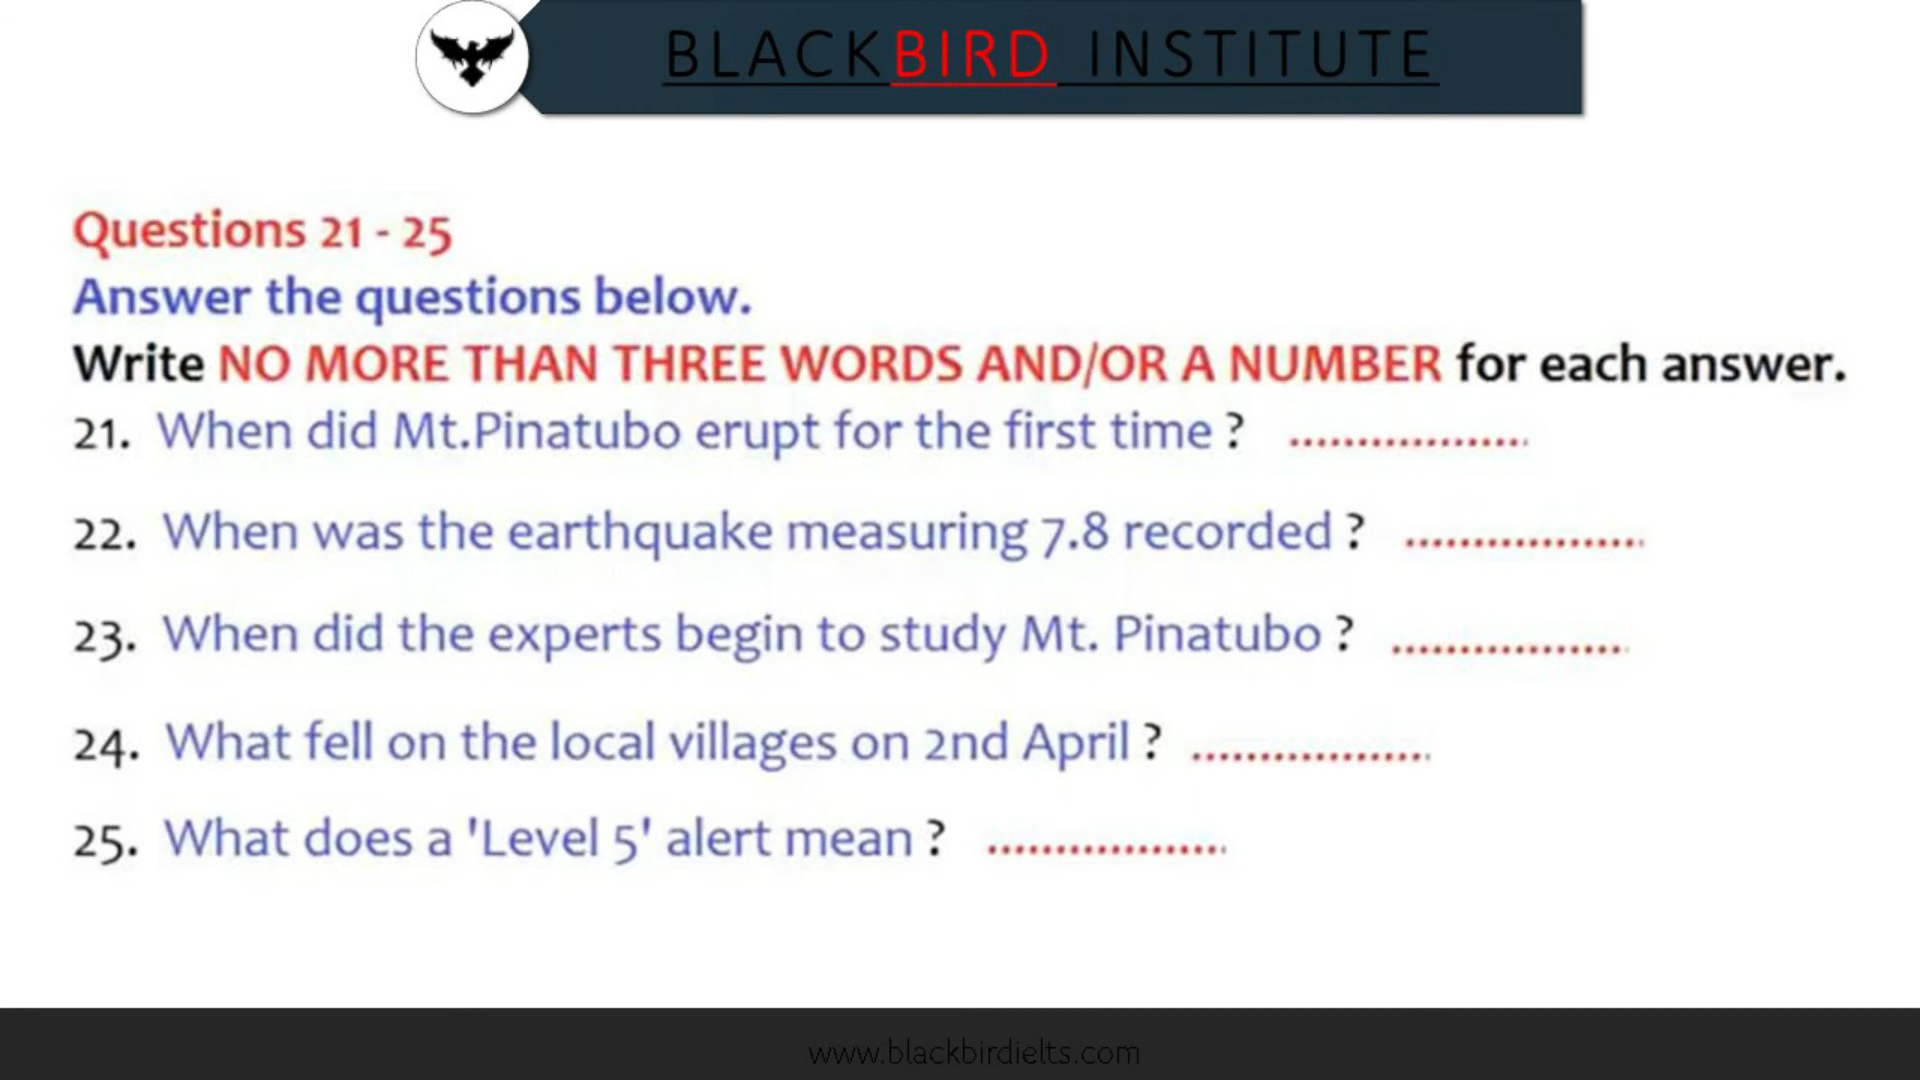 BLACKBIRD INSTITUTE
Questions 21 - 25
Answer the questions below.
Write NO MORE THAN THREE WORDS AND/OR A NUMBER for each answer.
21. When did Mt.Pinatubo erupt for the first time ? ..................
22. When was the earthquake measuring 7.8 recorded ? ..................
23. When did the experts begin to study Mt. Pinatubo ? ..................
24. What fell on the local villages on 2nd April ? ..................
25. What does a 'Level 5' alert mean ? ..................
www.blackbirdielts.com